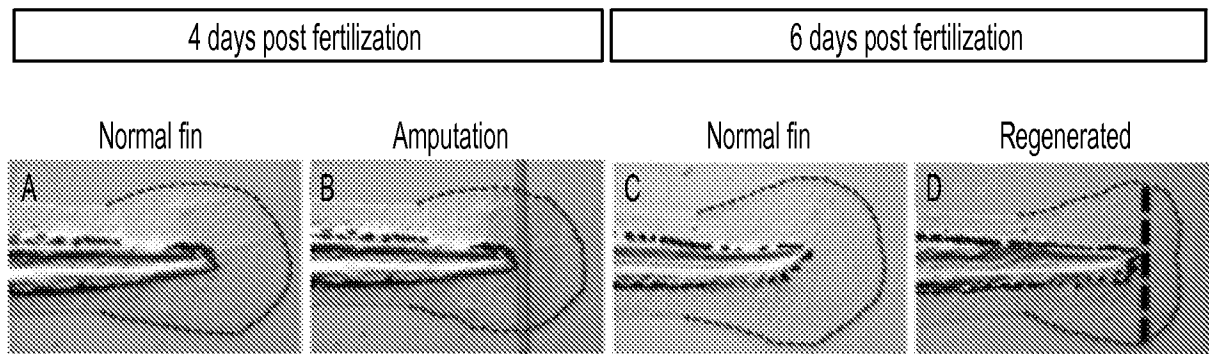 4 days post fertilization
6 days post fertilization
Normal fin
Amputation
Normal fin
Regenerated
A
B
C
D